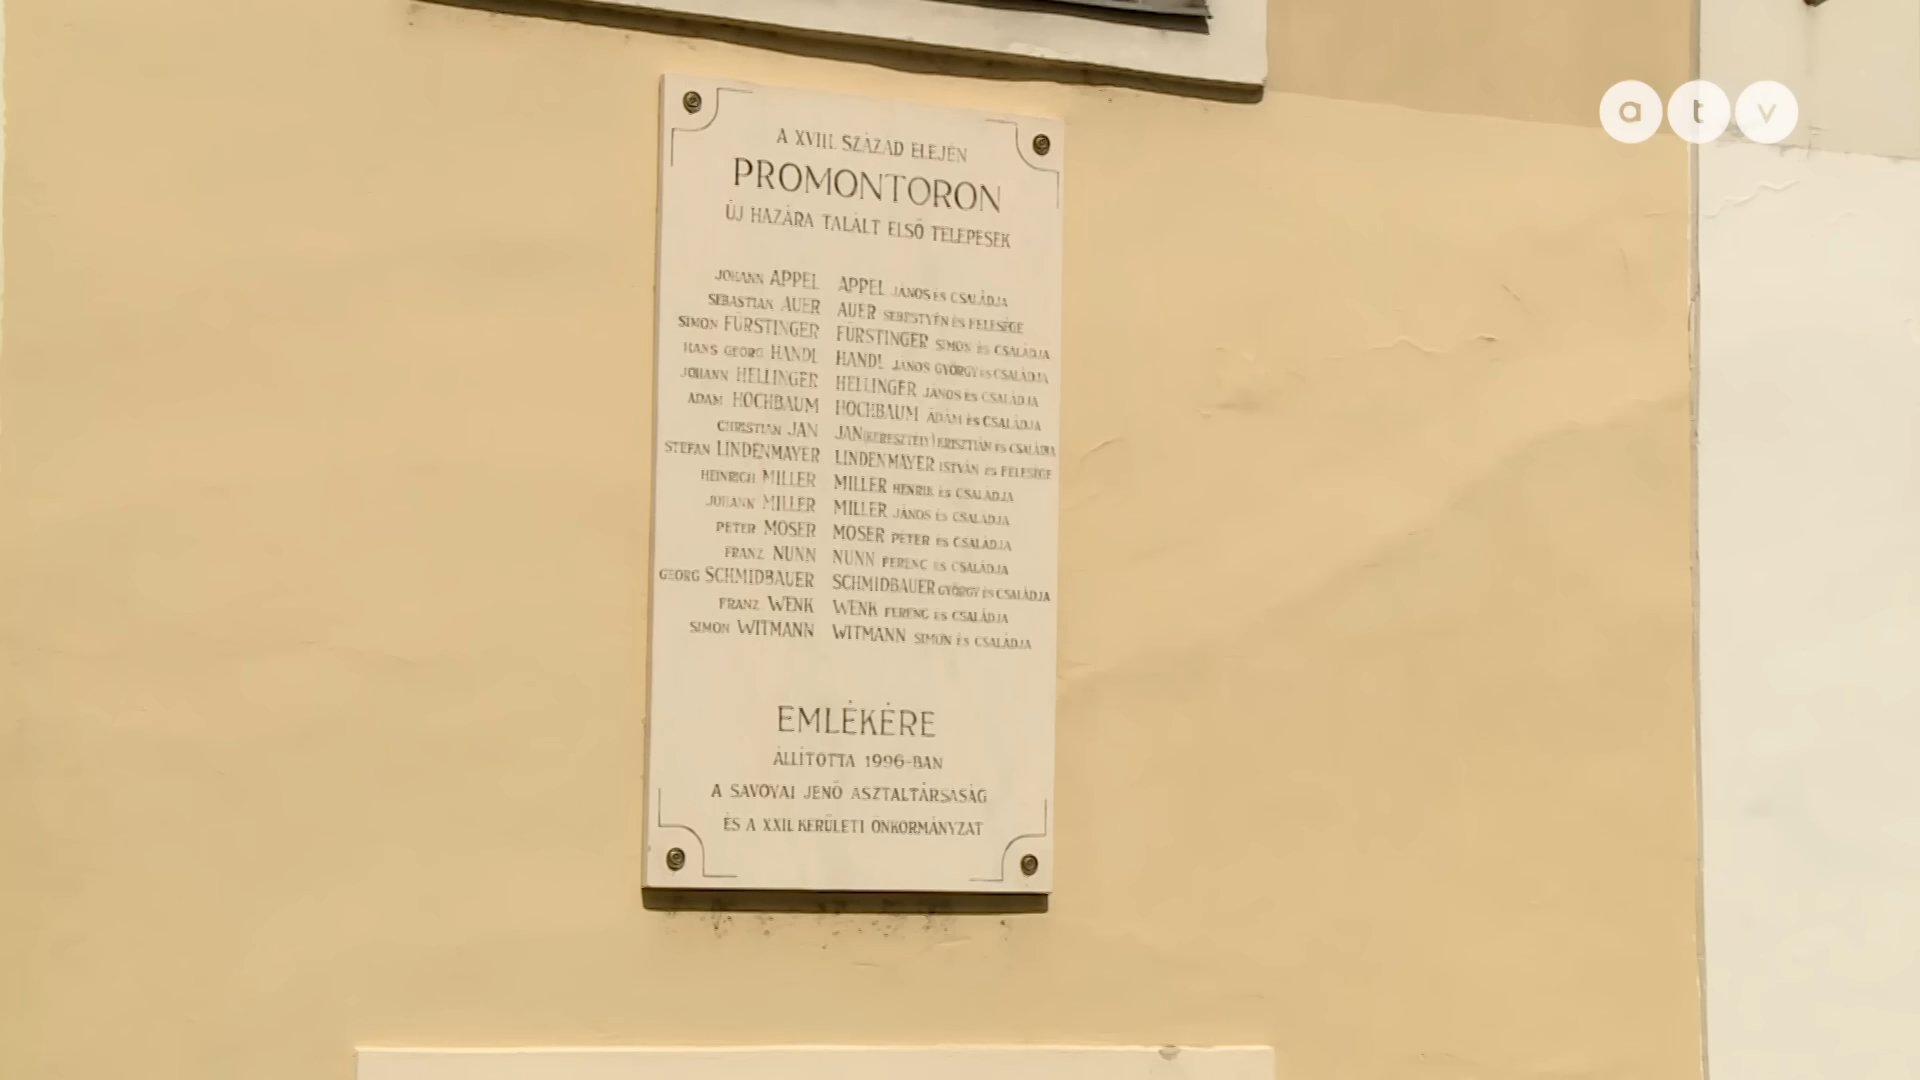 a t v
A XVIII. SZÁZAD ELEJÉN
PROMONTORON
ÚJ HAZÁRA TALÁLT ELSŐ TELEPESEK
JOHANN APPEL APPEL JÁNOS ÉS CSALÁDJA
SEBASTIAN AUER AUER SEBESTYÉN ÉS FELESÉGE
SIMON FÜRSTINGER FÜRSTINGER SIMON ÉS CSALÁDJA
HANS GEORG HANDL HANDL JÁNOS GYÖRGY ÉS CSALÁDJA
JOHANN HELLINGER HELLINGER JÁNOS ÉS CSALÁDJA
ADAM HOCHBAUM HOCHBAUM ÁDÁM ÉS CSALÁDJA
CHRISTIAN JAN JAN (KERESZTÉLY) KRISZTIÁN ÉS CSALÁDJA
STEFAN LINDENMAYER LINDENMAYER ISTVÁN ÉS FELESÉGE
HEINRICH MILLER MILLER HENRIK ÉS CSALÁDJA
JOHANN MILLER MILLER JÁNOS ÉS CSALÁDJA
PETER MOSER MOSER PÉTER ÉS CSALÁDJA
FRANZ NUNN NUNN FERENC ÉS CSALÁDJA
GEORG SCHMIDBAUER SCHMIDBAUER GYÖRGY ÉS CSALÁDJA
FRANZ WENK WENK FERENC ÉS CSALÁDJA
SIMON WITMANN WITMANN SIMON ÉS CSALÁDJA
EMLÉKÉRE
ÁLLÍTOTTA 1996-BAN
A SAVOYAI JENŐ ASZTALTÁRSASÁG
ÉS A XXII. KERÜLETI ÖNKORMÁNYZAT